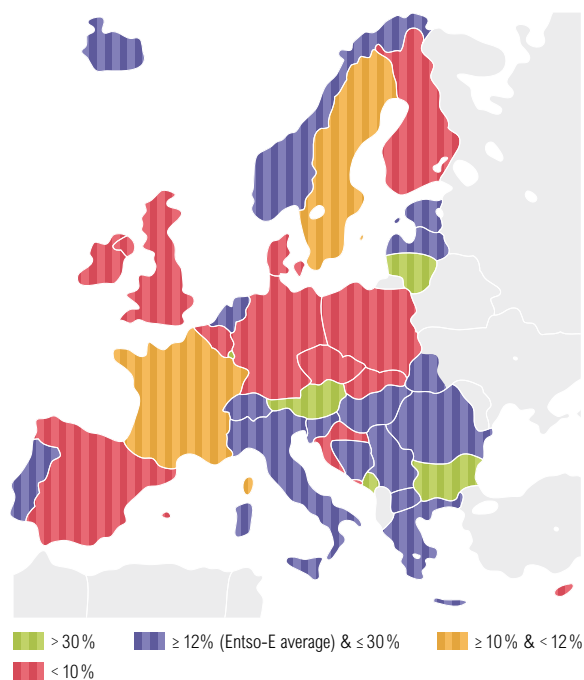 > 30 % ≥ 12% (Entso-E average) & ≤ 30 % ≥ 10 % & < 12 %
< 10 %